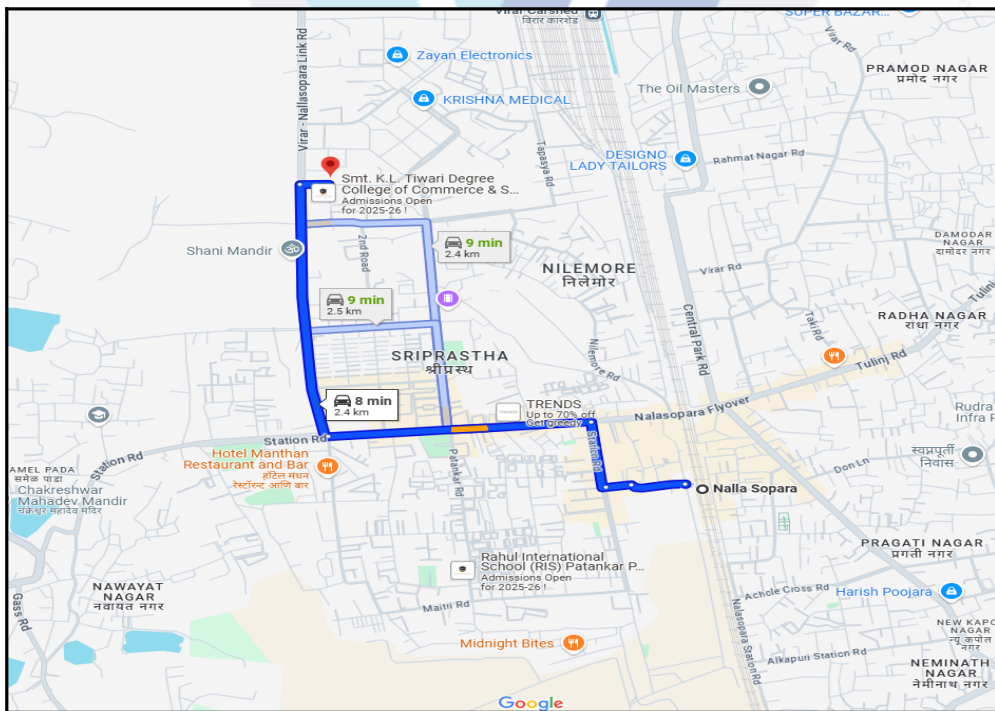 Virar Carshed
विरार कारशेड
SUPER BAZAR...
Virar Rd
Virar - Nallasopara Link Rd
Zayan Electronics
PRAMOD NAGAR
प्रमोद नगर
KRISHNA MEDICAL
The Oil Masters
Tapasya Rd
DESIGNO
LADY TAILORS
Rahmat Nagar Rd
Smt. K.L. Tiwari Degree
College of Commerce & S...
Admissions Open
for 2025-26 !
2nd Road
Shani Mandir
9 min
2.4 km
DAMODAR
NAGAR
दामोदर नगर
NILEMORE
निलेमोर
Virar Rd
Tulinj Rd
9 min
2.5 km
Central Park Rd
Taki Rd
RADHA NAGAR
राधा नगर
SRIPRASTHA
श्रीप्रस्थ
Nilemore Rd
Tulinj Rd
8 min
2.4 km
TRENDS
TRENDS
Up to 70% off
Get greedy
Nalasopara Flyover
Rudra
Infra P
Station Rd
Station Rd
Station Rd
Hotel Manthan
Restaurant and Bar
हॉटेल मंथन
रेस्टॉरंट आणि बार
Patankar Rd
Don Ln
स्वप्नपूर्ती
निवास
AMEL PADA
समेळ पाडा
Chakreshwar
Mahadev Mandir
चक्रेश्वर महादेव मंदिर
Nalla Sopara
PRAGATI NAGAR
प्रगती नगर
Rahul International
School (RIS) Patankar P...
Admissions Open
for 2025-26 !
NAWAYAT
NAGAR
नवायत नगर
Gass Rd
Maitri Rd
Achole Cross Rd
Harish Poojara
Nalasopara Station Rd
NEW KAPO
NAGAR
न्यू कपोल
नगर
Midnight Bites
Alkapuri Station Rd
NEMINATH
NAGAR
नेमीनाथ नगर
Google